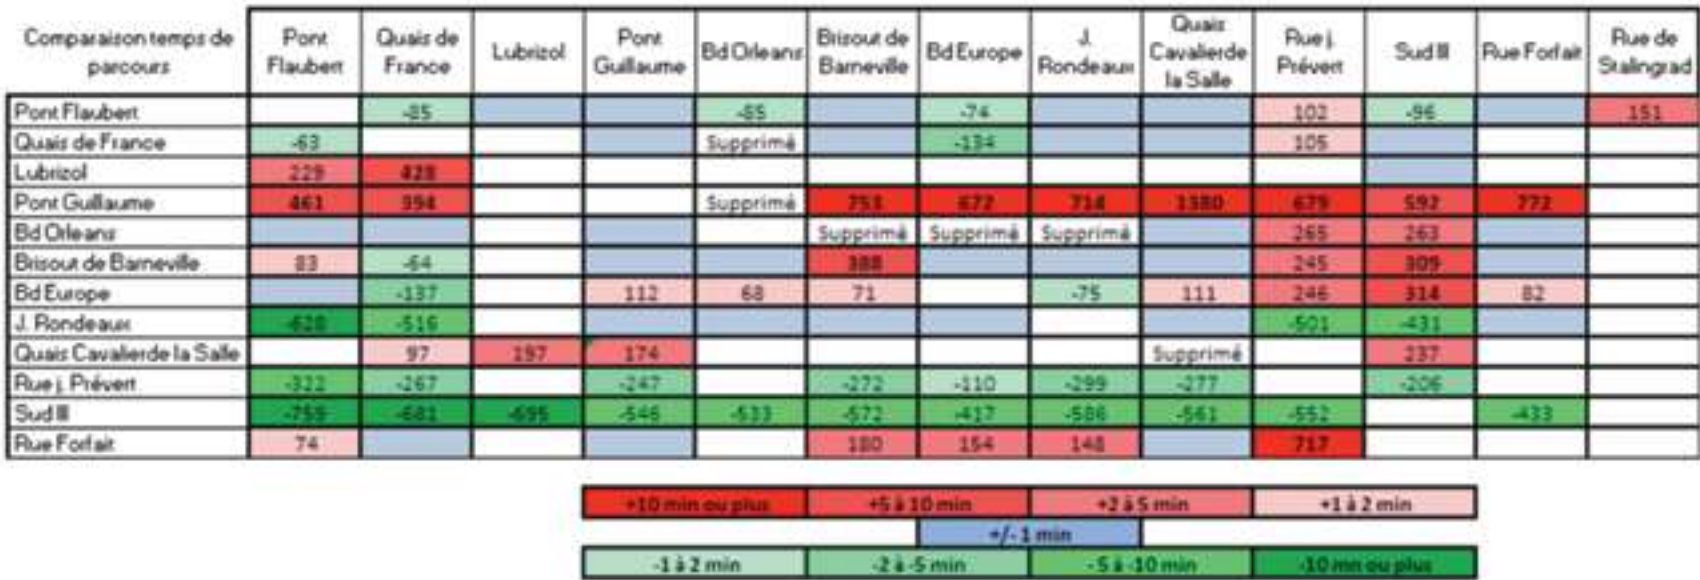 Comparaison temps de parcours Pont Flaubert Quais de France Lubrizol Pont Guillaume Bd Orleans Brisout de Barneville Bd Europe J. Rondeaux Quais Cavalierde la Salle Rue j. Prévert Sud III Rue Forfait Rue de Stalingrad
Pont Flaubert -85 -85 -74 102 -96 151
Quais de France -63 Supprimé -134 105
Lubrizol 229 428
Pont Guillaume 461 394 Supprimé 753 672 714 1380 679 592 772
Bd Orleans Supprimé Supprimé Supprimé 265 263
Brisout de Barneville 83 -64 388 245 309
Bd Europe -137 112 68 71 -75 111 246 314 82
J. Rondeaux -628 -516 -501 -431
Quais Cavalierde la Salle 97 197 174 Supprimé 237
Rue j. Prévert -322 -267 -247 -272 -110 -299 -277 -206
Sud III -759 -681 -695 -546 -533 -572 -417 -586 -561 -552 -433
Rue Forfait 74 180 154 148 717
+10 min ou plus +5 à 10 min +2 à 5 min +1 à 2 min
+/- 1 min
-1 à 2 min -2 à -5 min -5 à -10 min -10 mn ou plus